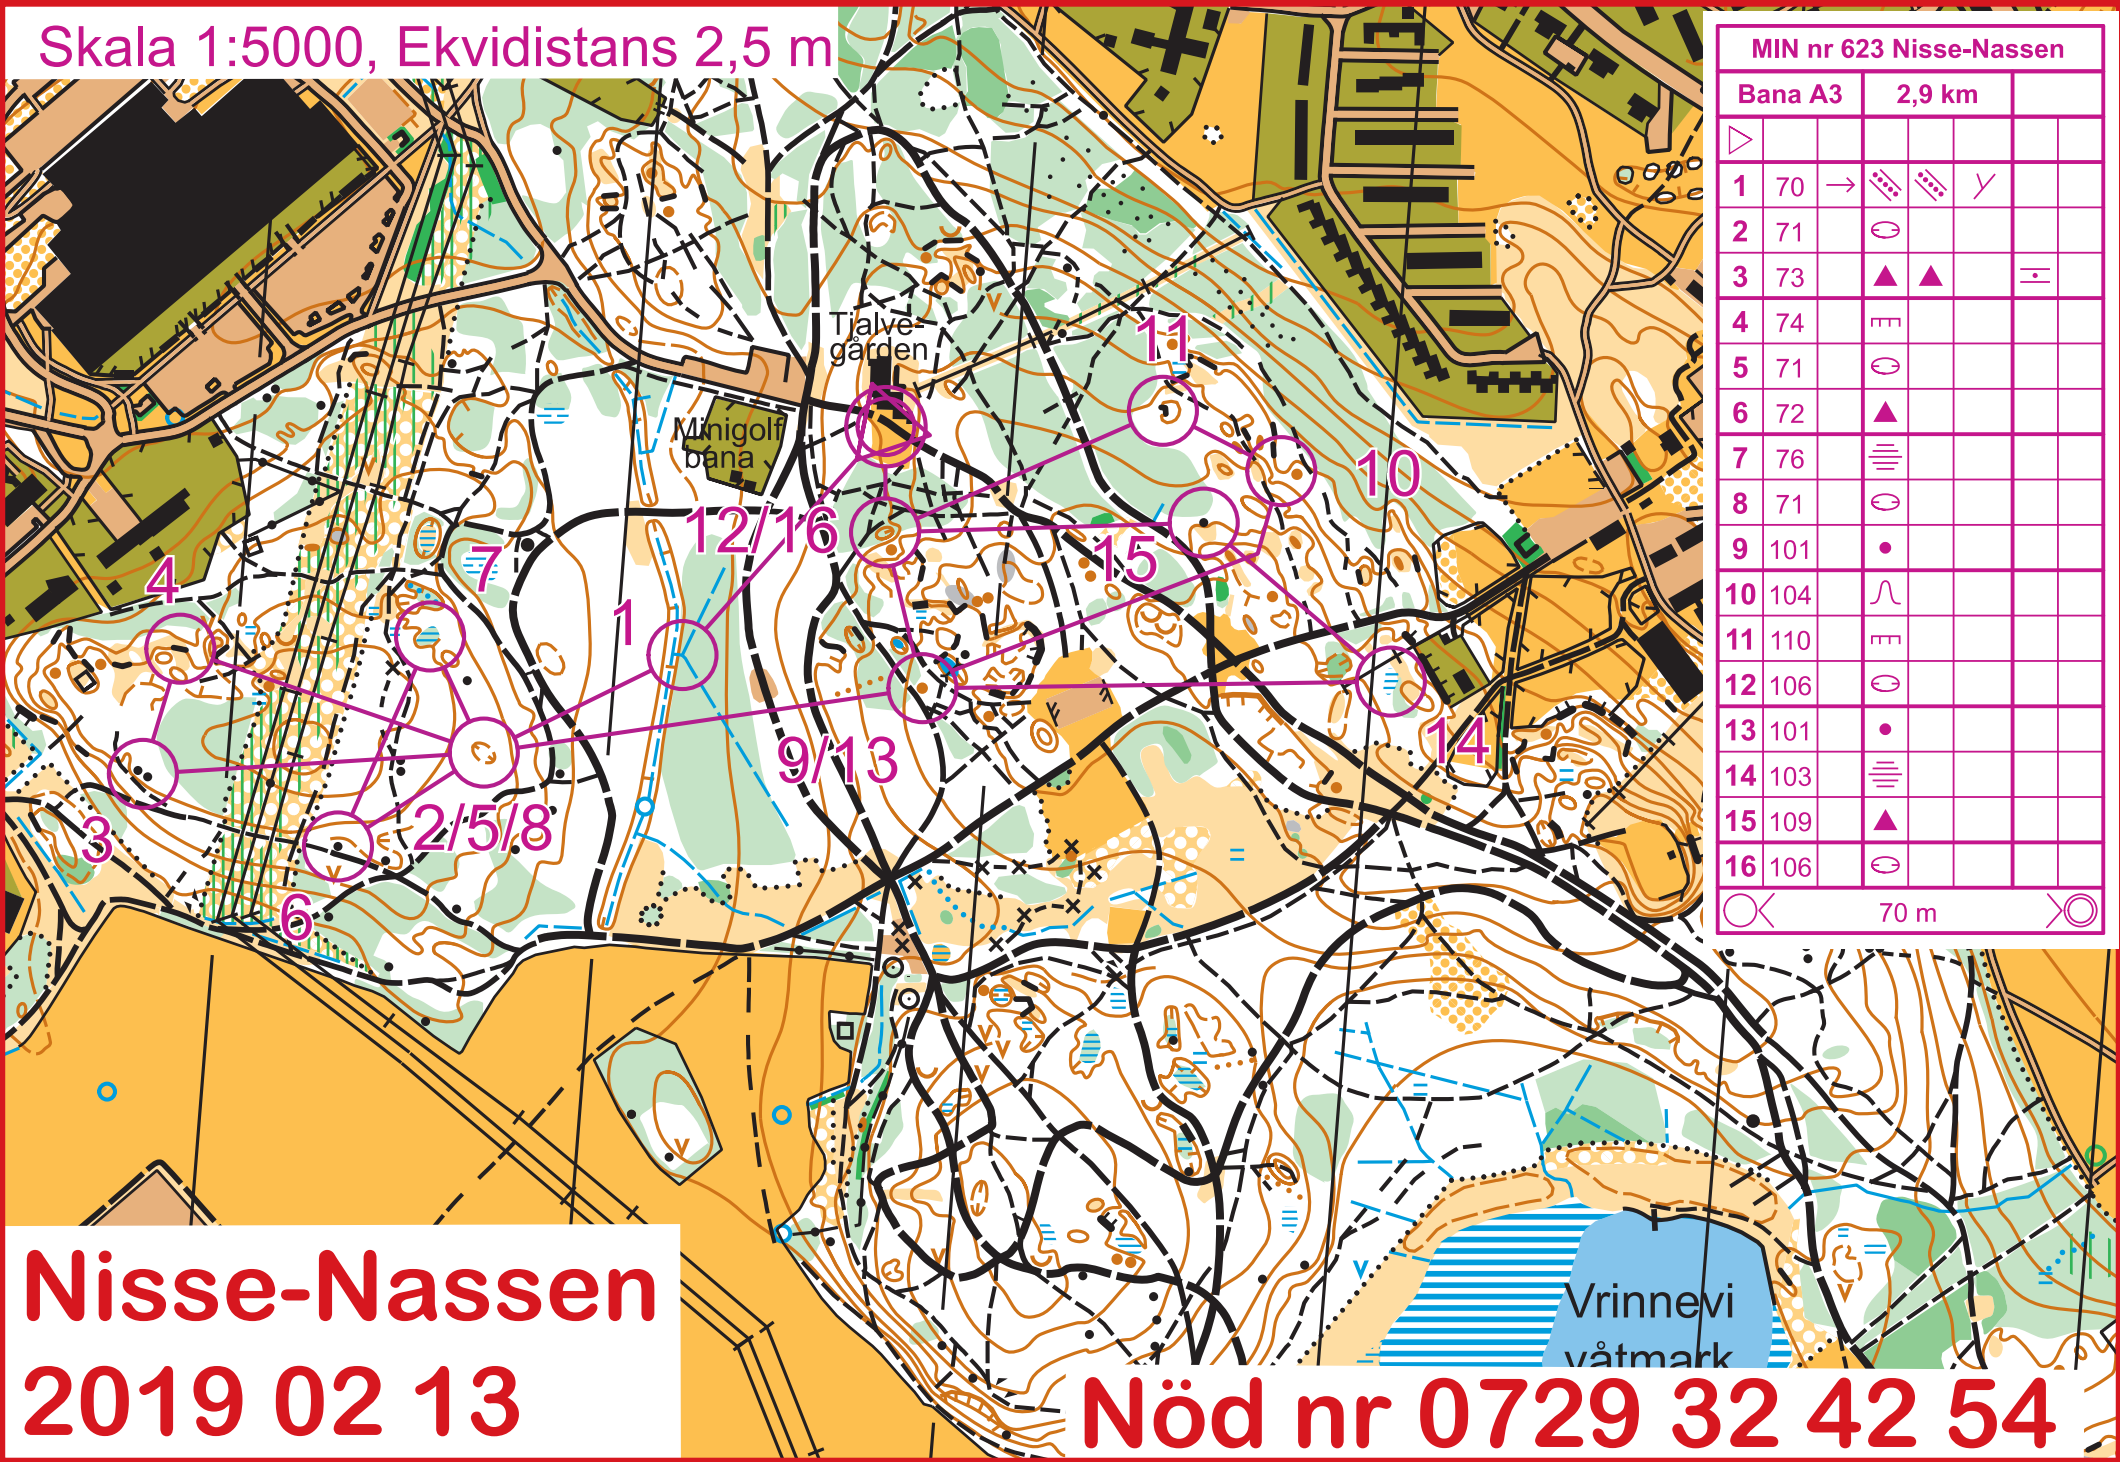 Skala 1:5000, Ekvidistans 2,5 m
MIN nr 623 Nisse-Nassen
Bana A3 2,9 km
1 70
2 71
3 73
4 74
5 71
6 72
7 76
8 71
9 101
10 104
11 110
12 106
13 101
14 103
15 109
16 106
70 m
Tjalve-
gården
Minigolf
bana
11
10
12/16
15
4
7
1
14
9/13
2/5/8
3
6
Vrinnevi
våtmark
Nisse-Nassen
2019 02 13
Nöd nr 0729 32 42 54